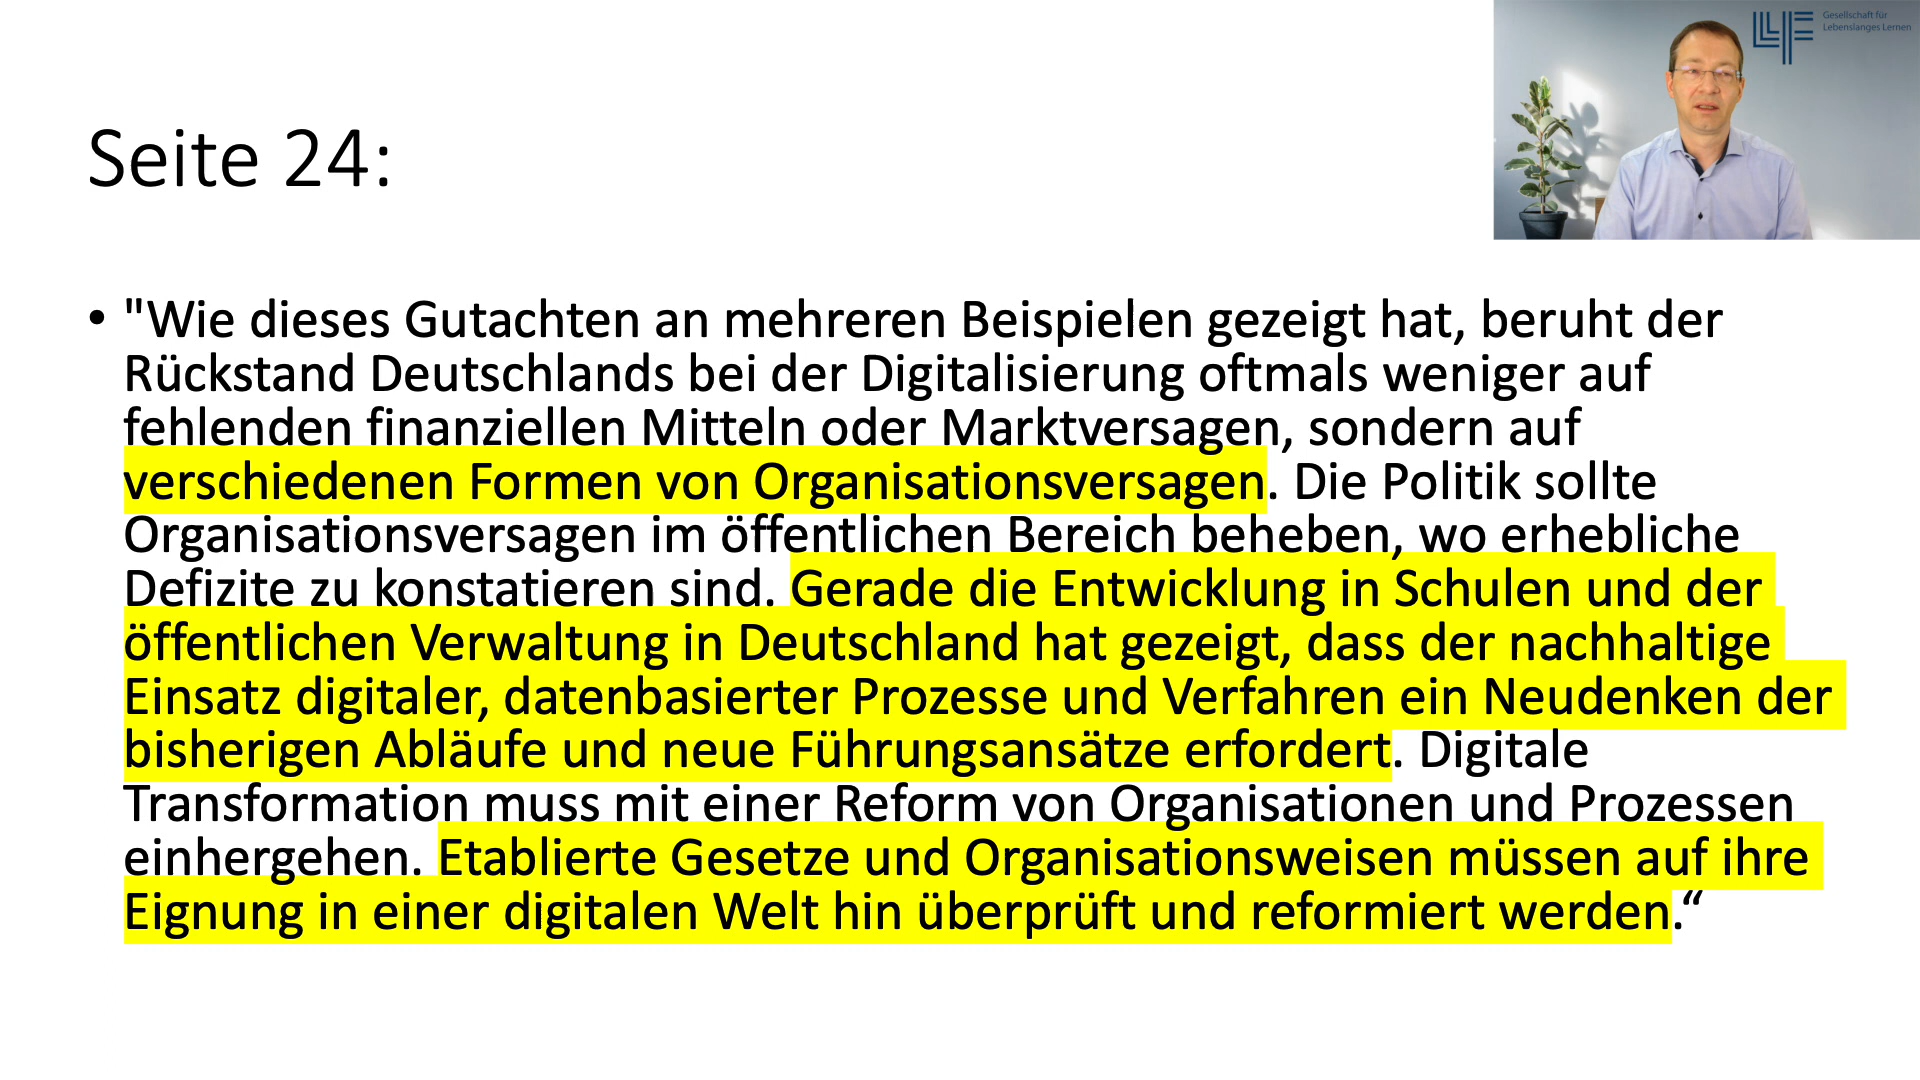 Gesellschaft für
Lebenslanges Lernen
Seite 24:
• "Wie dieses Gutachten an mehreren Beispielen gezeigt hat, beruht der
Rückstand Deutschlands bei der Digitalisierung oftmals weniger auf
fehlenden finanziellen Mitteln oder Marktversagen, sondern auf
verschiedenen Formen von Organisationsversagen. Die Politik sollte
Organisationsversagen im öffentlichen Bereich beheben, wo erhebliche
Defizite zu konstatieren sind. Gerade die Entwicklung in Schulen und der
öffentlichen Verwaltung in Deutschland hat gezeigt, dass der nachhaltige
Einsatz digitaler, datenbasierter Prozesse und Verfahren ein Neudenken der
bisherigen Abläufe und neue Führungsansätze erfordert. Digitale
Transformation muss mit einer Reform von Organisationen und Prozessen
einhergehen. Etablierte Gesetze und Organisationsweisen müssen auf ihre
Eignung in einer digitalen Welt hin überprüft und reformiert werden.“